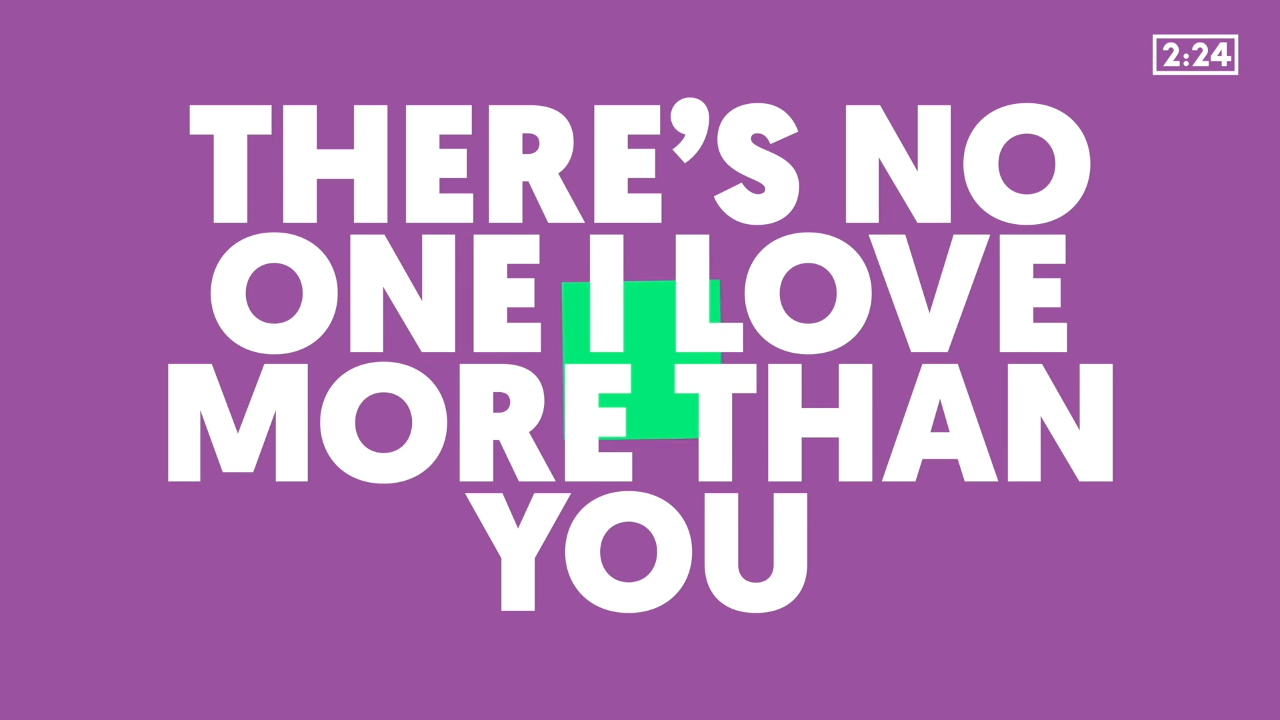 2:24
THERE’S NO
ONE I LOVE
MORE THAN
YOU